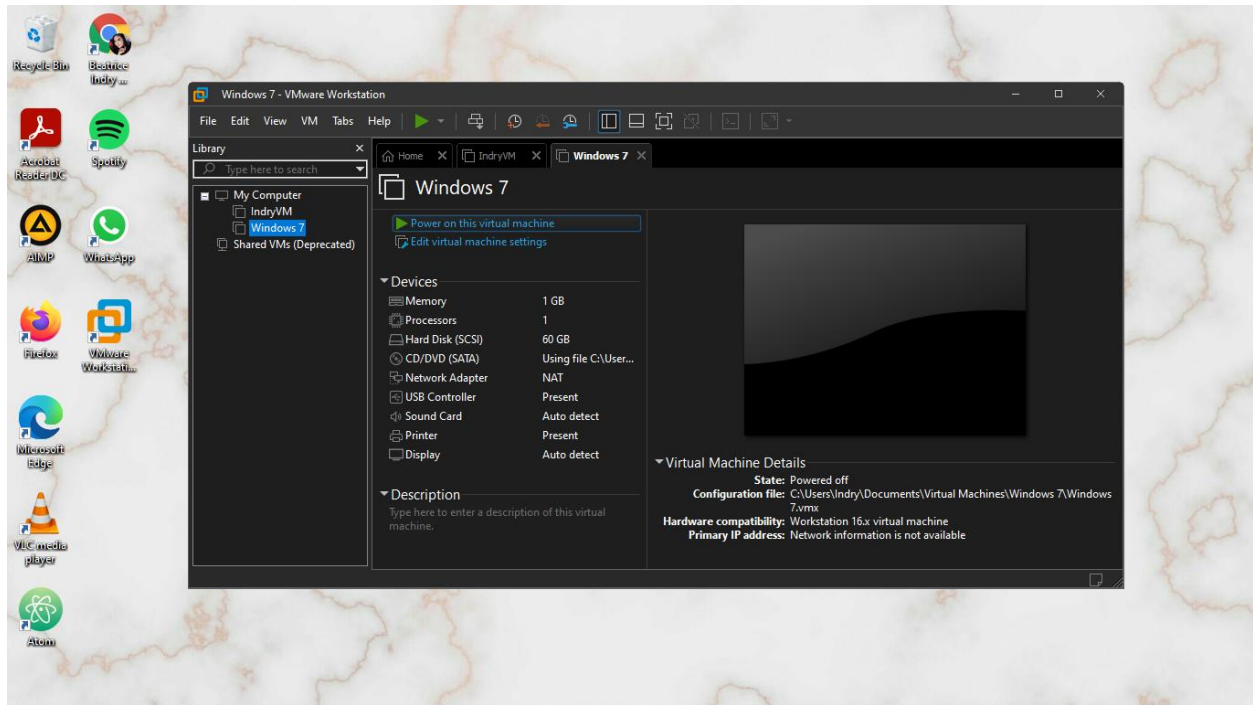 Recycle Bin
Beatrice
Indry ...
Acrobat
Reader DC
Spotify
AIMP
WhatsApp
Firefox
VMware
Workstati...
Microsoft
Edge
VLC media
player
Atom
Windows 7 - VMware Workstation
File Edit View VM Tabs Help
Library
Type here to search
My Computer
IndryVM
Windows 7
Shared VMs (Deprecated)
Home IndryVM Windows 7
Windows 7
Power on this virtual machine
Edit virtual machine settings
Devices
Memory 1 GB
Processors 1
Hard Disk (SCSI) 60 GB
CD/DVD (SATA) Using file C:\User...
Network Adapter NAT
USB Controller Present
Sound Card Auto detect
Printer Present
Display Auto detect
Description
Type here to enter a description of this virtual
machine.
Virtual Machine Details
State: Powered off
Configuration file: C:\Users\Indry\Documents\Virtual Machines\Windows 7\Windows
7.vmx
Hardware compatibility: Workstation 16.x virtual machine
Primary IP address: Network information is not available